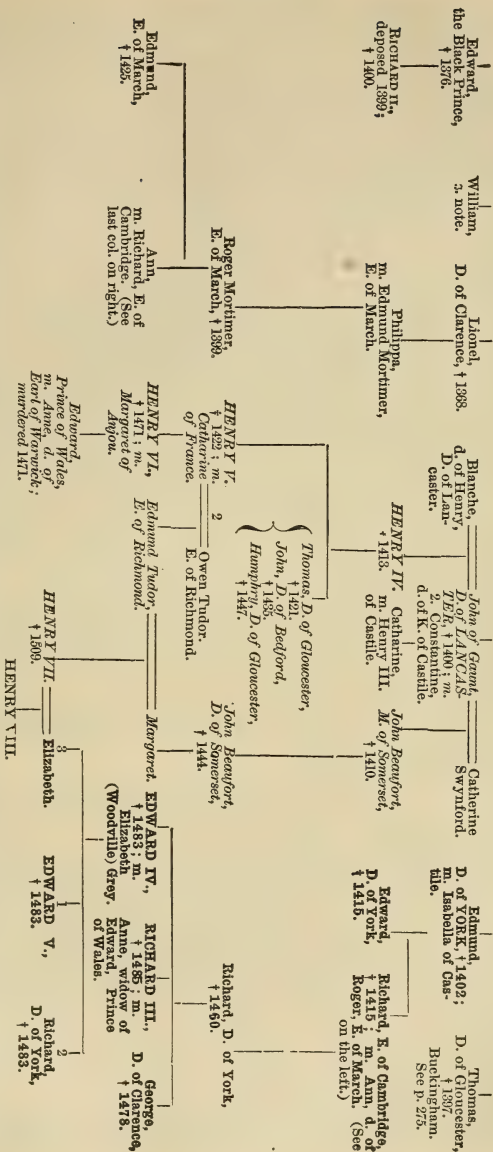 Edward,
the Black Prince,
† 1376.
William,
3. note.
Lionel,
D. of Clarence, † 1368.
Blanche,
d. of Henry,
D. of Lan-
caster.
John of Gaunt,
D. of LANCAS-
TER, † 1400; m.
2. Constantine,
d. of K. of Castile.
Catherine
Swynford.
Edmund,
D. of YORK, † 1402;
m. Isabella of Cas-
tile.
Thomas,
D. of Gloucester,
† 1397.
Buckingham.
See p. 275.
RICHARD II.,
deposed 1399;
† 1400.
Philippa,
m. Edmund Mortimer,
E. of March.
HENRY IV.
† 1413.
Catharine,
m. Henry III.
of Castile.
John Beaufort,
M. of Somerset,
† 1410.
Edward,
D. of York,
† 1415.
Richard, E. of Cambridge,
† 1415; m. Ann, d. of
Roger, E. of March. (See
on the left.)
Roger Mortimer,
E. of March, † 1399.
HENRY V.
† 1422; m.
Catharine
of France.
2
Owen Tudor.
E. of Richmond.
Thomas, D. of Gloucester,
† 1421.
John, D. of Bedford,
† 1435.
Humphry, D. of Gloucester,
† 1447.
John Beaufort,
D. of Somerset,
† 1444.
Richard, D. of York,
† 1460.
Edmund,
E. of March,
† 1425.
Ann,
m. Richard, E. of
Cambridge. (See
last col. on right.)
HENRY VI.,
† 1471; m.
Margaret of
Anjou.
Edmund Tudor,
E. of Richmond.
Margaret.
EDWARD IV.,
† 1483; m.
Elizabeth
(Woodville) Grey.
RICHARD III.,
† 1485; m.
Anne, widow of
Edward, Prince
of Wales.
George,
D. of Clarence,
† 1478.
Edward,
Prince of Wales,
m. Anne, d. of
Earl of Warwick;
murdered 1471.
HENRY VII.
† 1509.
3
Elizabeth.
1
EDWARD V.,
† 1483.
2
Richard,
D. of York,
† 1483.
HENRY VIII.